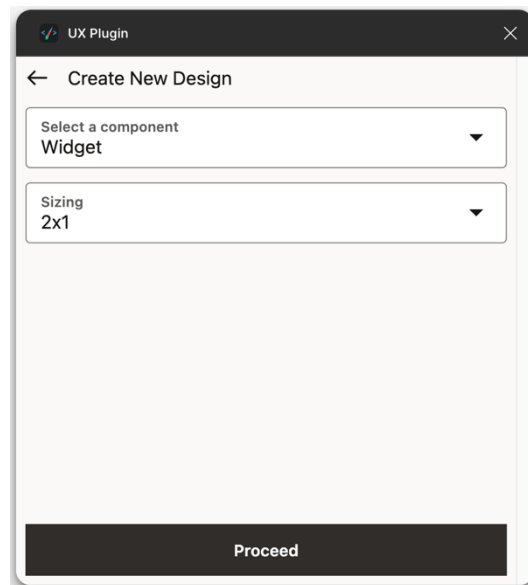 UX Plugin
Create New Design
Select a component
Widget
Sizing
2x1
Proceed